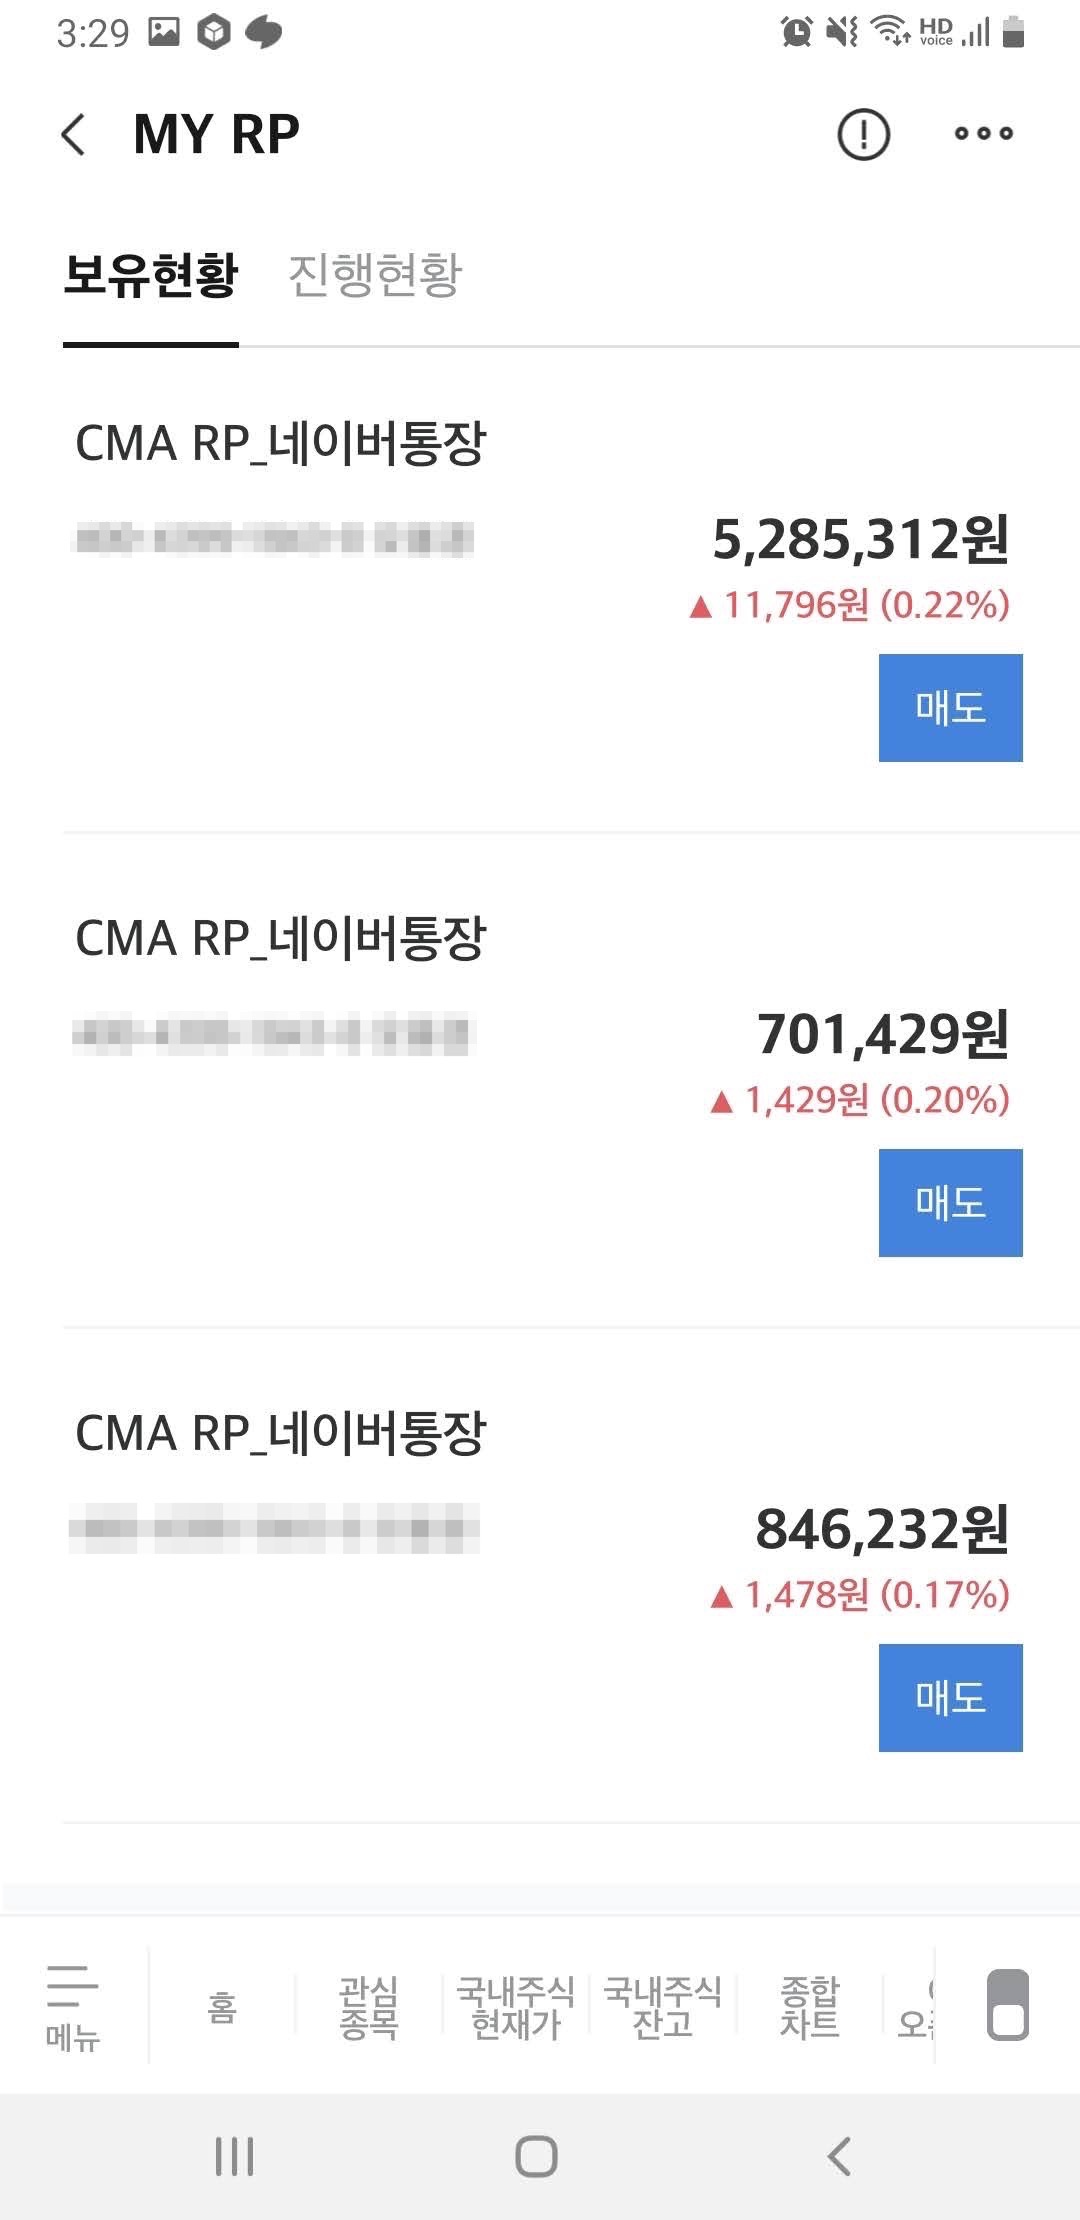 3:29
HD
voice
MY RP
보유현황 진행현황
CMA RP_네이버통장
5,285,312원
▲ 11,796원 (0.22%)
매도
CMA RP_네이버통장
701,429원
▲ 1,429원 (0.20%)
매도
CMA RP_네이버통장
846,232원
▲ 1,478원 (0.17%)
매도
메뉴
홈
관심
종목
국내주식
현재가
국내주식
잔고
종합
차트